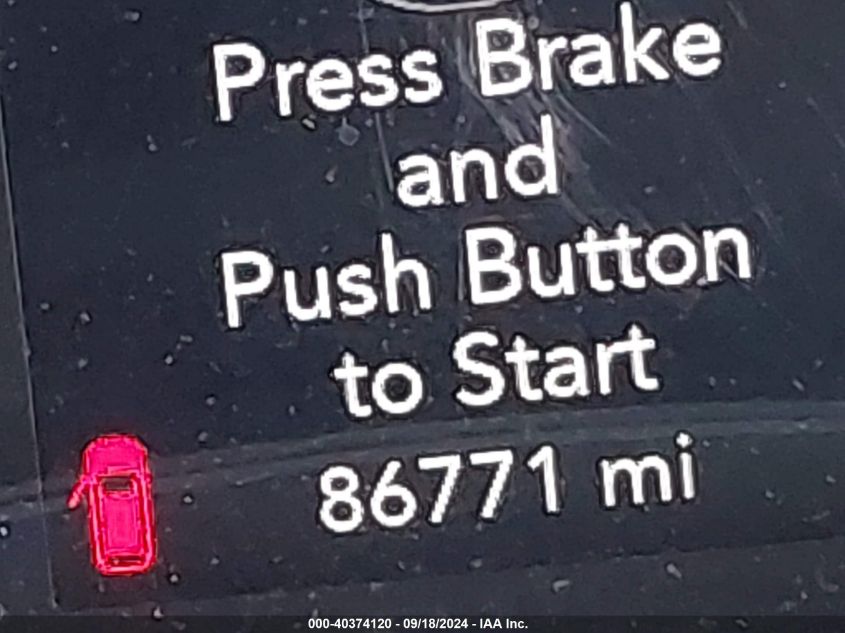 Press Brake
and
Push Button
to Start
86771 mi
000-40374120 - 09/18/2024 - IAA Inc.